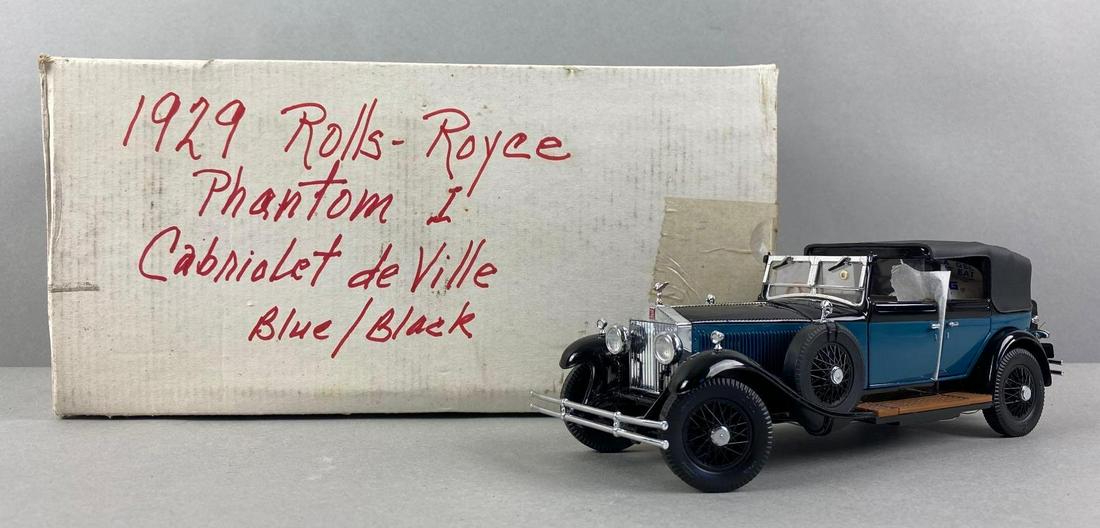 1929 Rolls-Royce
Phantom I
Cabriolet de Ville
Blue/Black